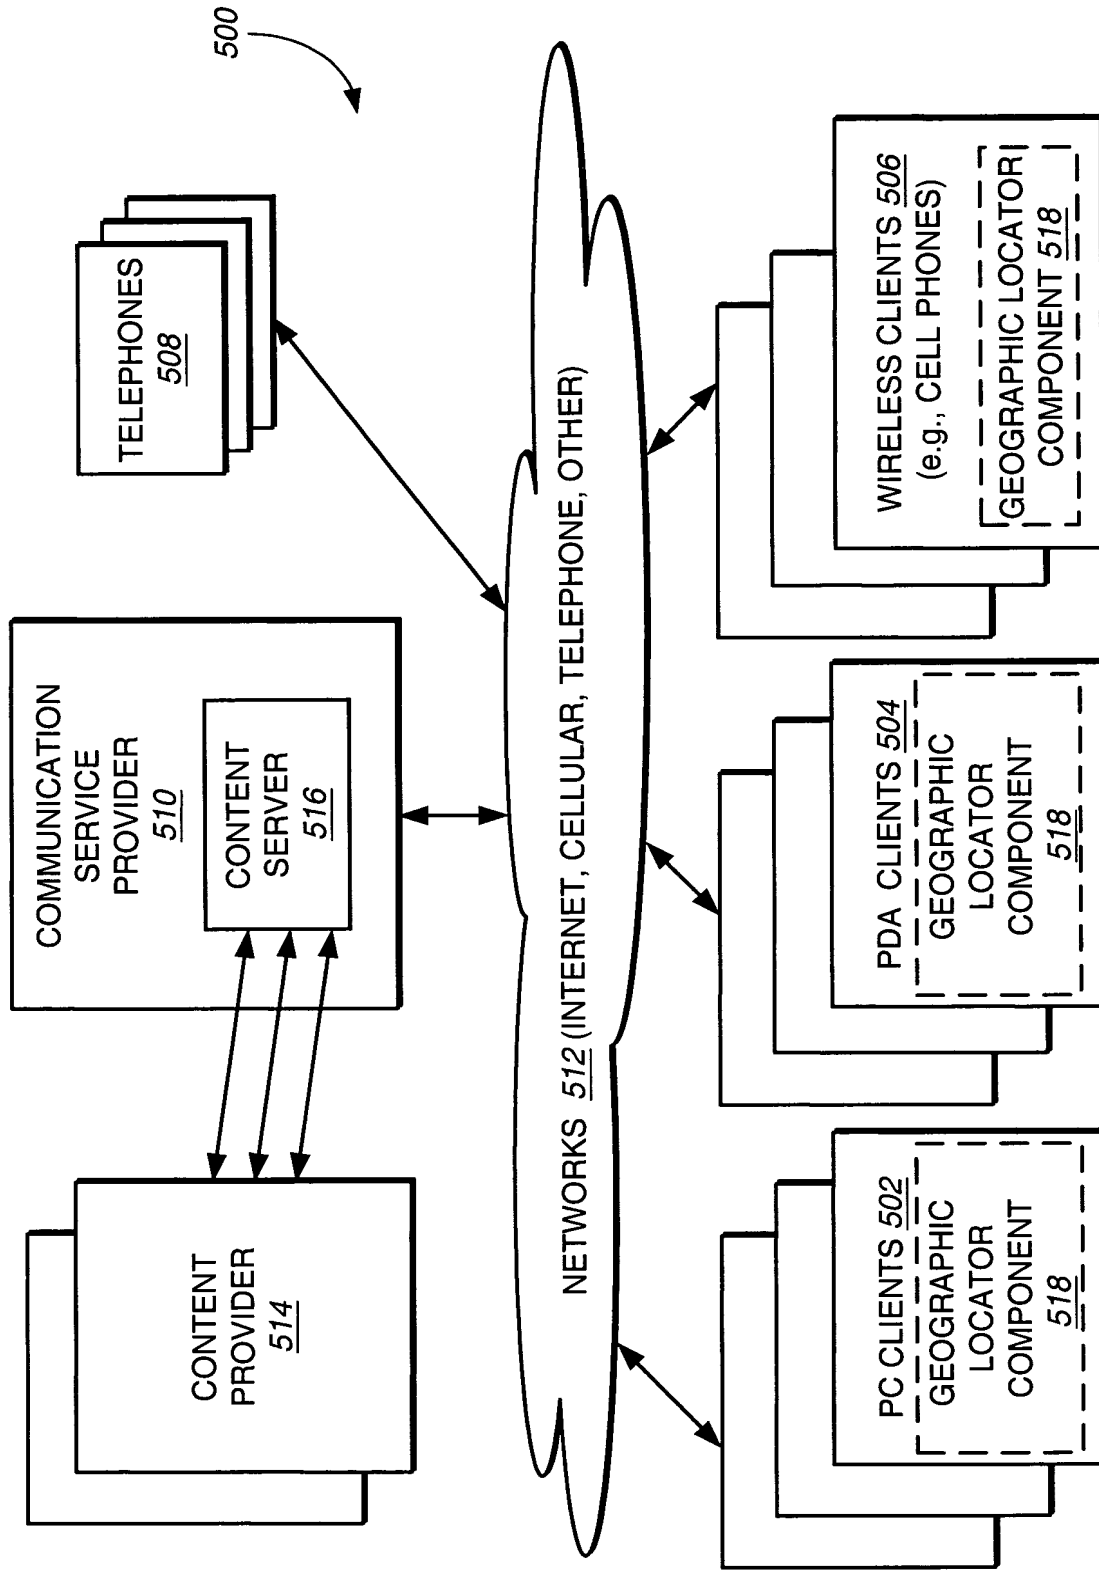 500
CONTENT
PROVIDER
514
COMMUNICATION
SERVICE
PROVIDER
510
CONTENT
SERVER
516
TELEPHONES
508
NETWORKS 512 (INTERNET, CELLULAR, TELEPHONE, OTHER)
PC CLIENTS 502
GEOGRAPHIC
LOCATOR
COMPONENT
518
PDA CLIENTS 504
GEOGRAPHIC
LOCATOR
COMPONENT
518
WIRELESS CLIENTS 506
(e.g., CELL PHONES)
GEOGRAPHIC LOCATOR
COMPONENT 518